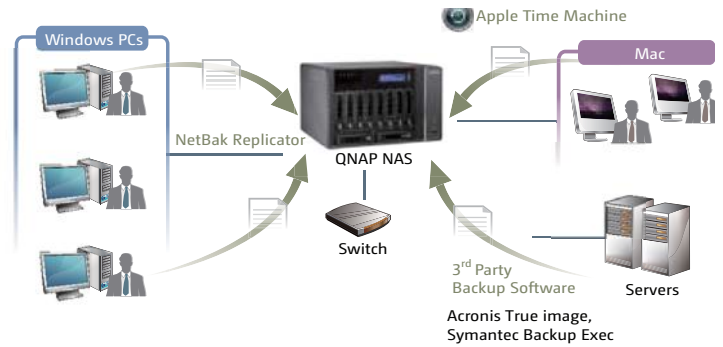 Apple Time Machine
Windows PCs
Mac
NetBak Replicator
QNAP NAS
Switch
3rd Party
Backup Software
Servers
Acronis True image,
Symantec Backup Exec